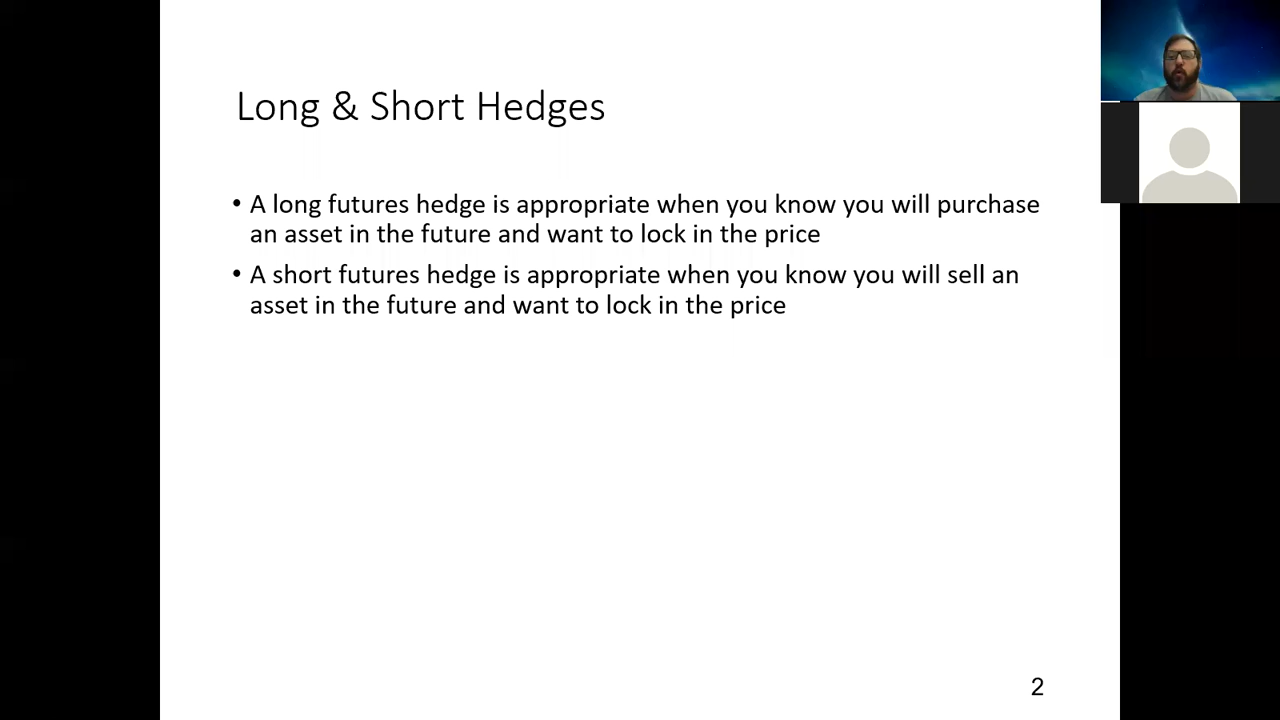 Long & Short Hedges
• A long futures hedge is appropriate when you know you will purchase
an asset in the future and want to lock in the price
• A short futures hedge is appropriate when you know you will sell an
asset in the future and want to lock in the price
2